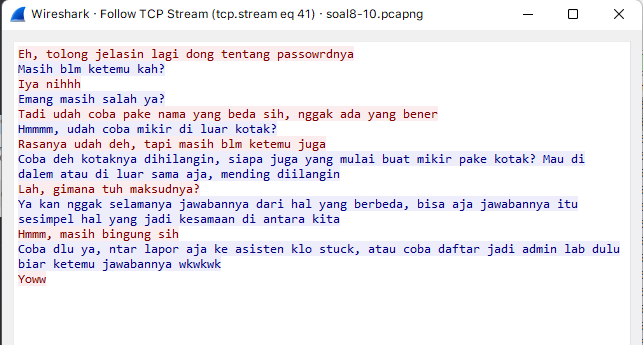 Wireshark · Follow TCP Stream (tcp.stream eq 41) · soal8-10.pcapng
Eh, tolong jelasin lagi dong tentang passowrdnya
Masih blm ketemu kah?
Iya nihhh
Emang masih salah ya?
Tadi udah coba pake nama yang beda sih, nggak ada yang bener
Hmmmm, udah coba mikir di luar kotak?
Rasanya udah deh, tapi masih blm ketemu juga
Coba deh kotaknya dihilangin, siapa juga yang mulai buat mikir pake kotak? Mau di
dalem atau di luar sama aja, mending diilangin
Lah, gimana tuh maksudnya?
Ya kan nggak selamanya jawabannya dari hal yang berbeda, bisa aja jawabannya itu
sesimpel hal yang jadi kesamaan di antara kita
Hmmm, masih bingung sih
Coba dlu ya, ntar lapor aja ke asisten klo stuck, atau coba daftar jadi admin lab dulu
biar ketemu jawabannya wkwkwk
Yoww